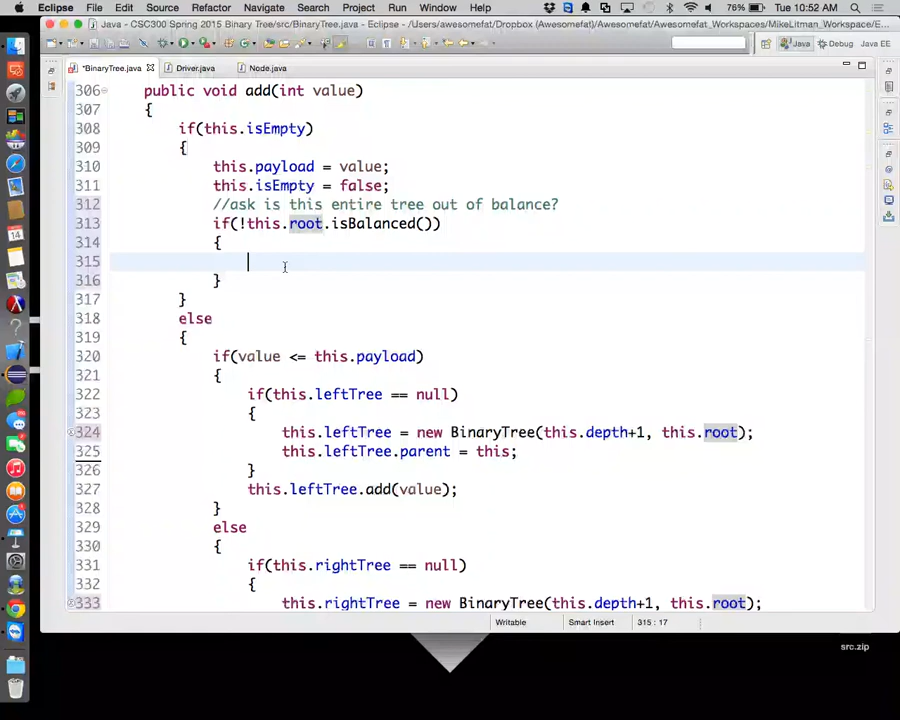 Eclipse File Edit Source Refactor Navigate Search Project Run Window Help 76% Tue 10:52 AM
Java - CSC300 Spring 2015 Binary Tree/src/BinaryTree.java - Eclipse - /Users/awesomefat/Dropbox (Awesomefat)/Awesomefat/Awesomefat_Workspaces/MikeLitman_Workspace/E...
Java Debug Java EE
*BinaryTree.java Driver.java Node.java
306 public void add(int value)
307 {
308 if(this.isEmpty)
309 {
310 this.payload = value;
311 this.isEmpty = false;
312 //ask is this entire tree out of balance?
313 if(!this.root.isBalanced())
314 {
315
316 }
317 }
318 else
319 {
320 if(value <= this.payload)
321 {
322 if(this.leftTree == null)
323 {
324 this.leftTree = new BinaryTree(this.depth+1, this.root);
325 this.leftTree.parent = this;
326 }
327 this.leftTree.add(value);
328 }
329 else
330 {
331 if(this.rightTree == null)
332 {
333 this.rightTree = new BinaryTree(this.depth+1, this.root);
Writable Smart Insert 315 : 17
src.zip